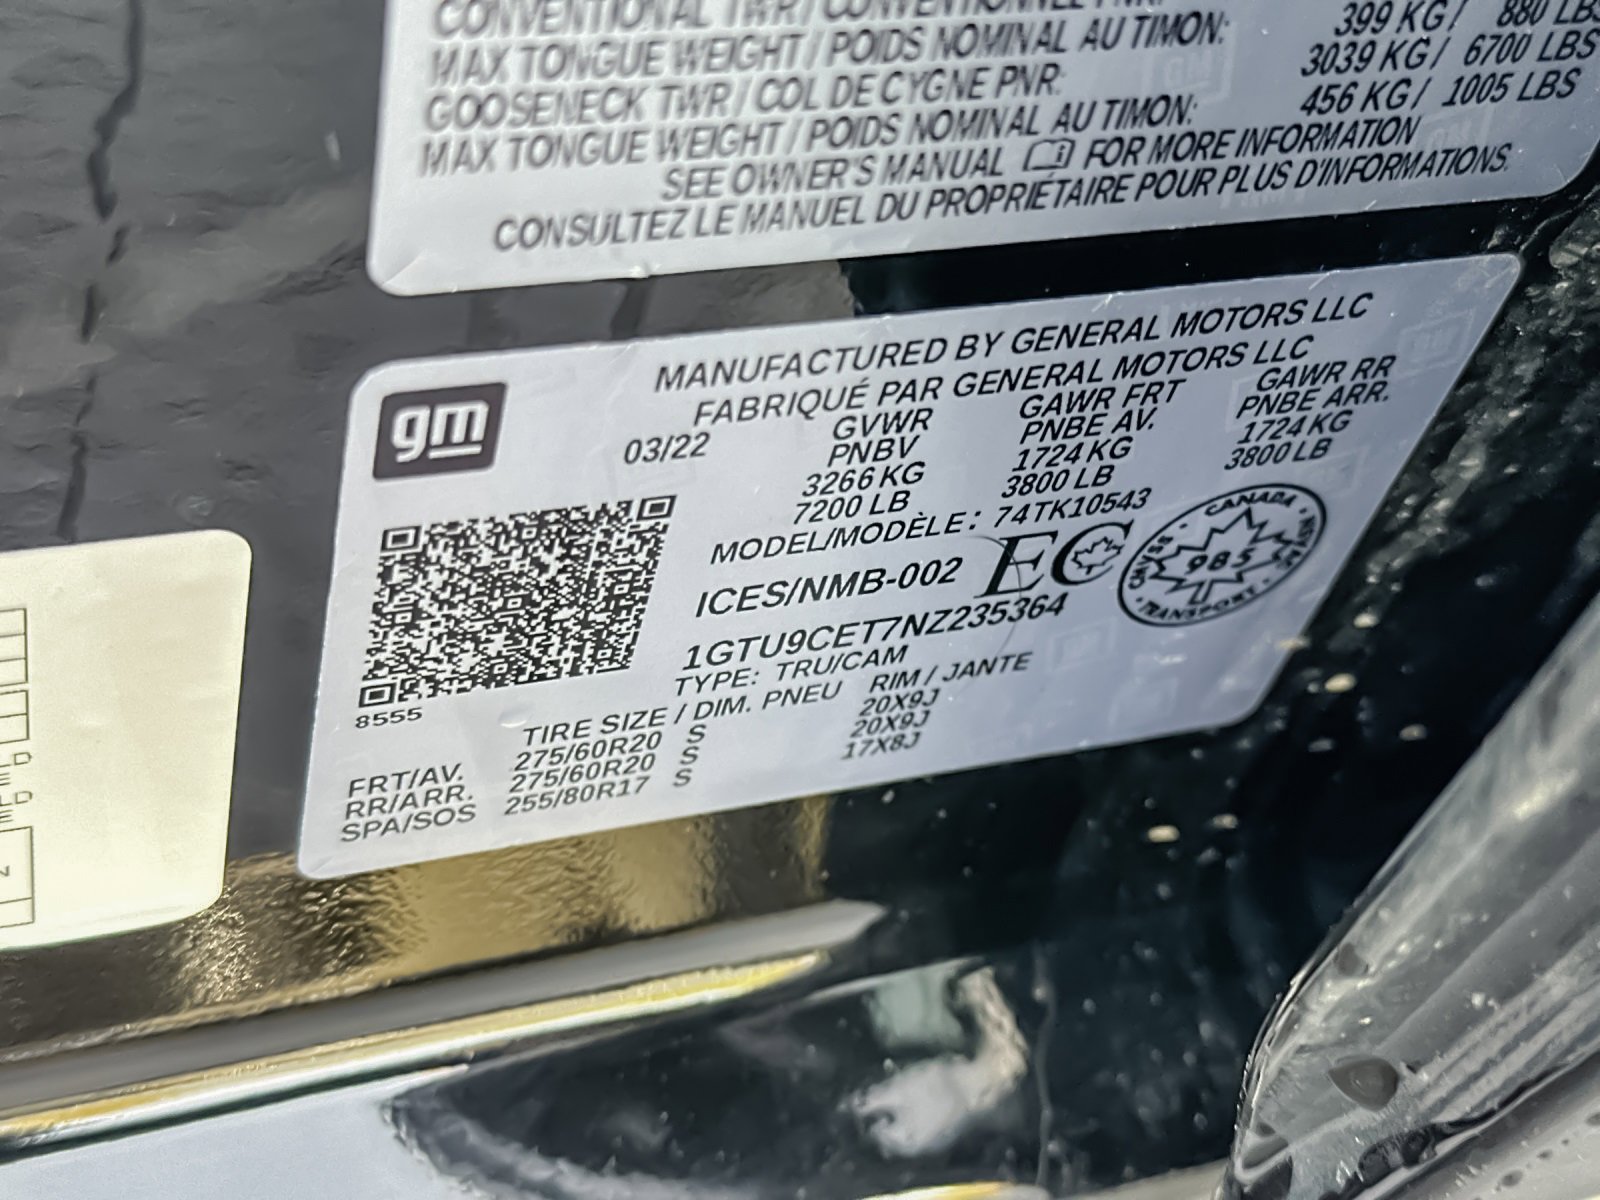 CONVENTIONAL TWR / CONVENTIONNEL PNR:
MAX TONGUE WEIGHT / POIDS NOMINAL AU TIMON: 399 KG / 880 LBS
GOOSENECK TWR / COL DE CYGNE PNR: 3039 KG / 6700 LBS
MAX TONGUE WEIGHT / POIDS NOMINAL AU TIMON: 456 KG / 1005 LBS
SEE OWNER'S MANUAL FOR MORE INFORMATION
CONSULTEZ LE MANUEL DU PROPRIÉTAIRE POUR PLUS D'INFORMATIONS.
gm
MANUFACTURED BY GENERAL MOTORS LLC
FABRIQUÉ PAR GENERAL MOTORS LLC
03/22 GVWR GAWR FRT GAWR RR
PNBV PNBE AV. PNBE ARR.
3266 KG 1724 KG 1724 KG
7200 LB 3800 LB 3800 LB
MODEL/MODÈLE: 74TK10543
ICES/NMB-002 EC
CANADA
985
TRANSPORT
1GTU9CET7NZ235364
TYPE: TRU/CAM
8555
TIRE SIZE / DIM. PNEU RIM / JANTE
FRT/AV. 275/60R20 S 20X9J
RR/ARR. 275/60R20 S 20X9J
SPA/SOS 255/80R17 S 17X8J